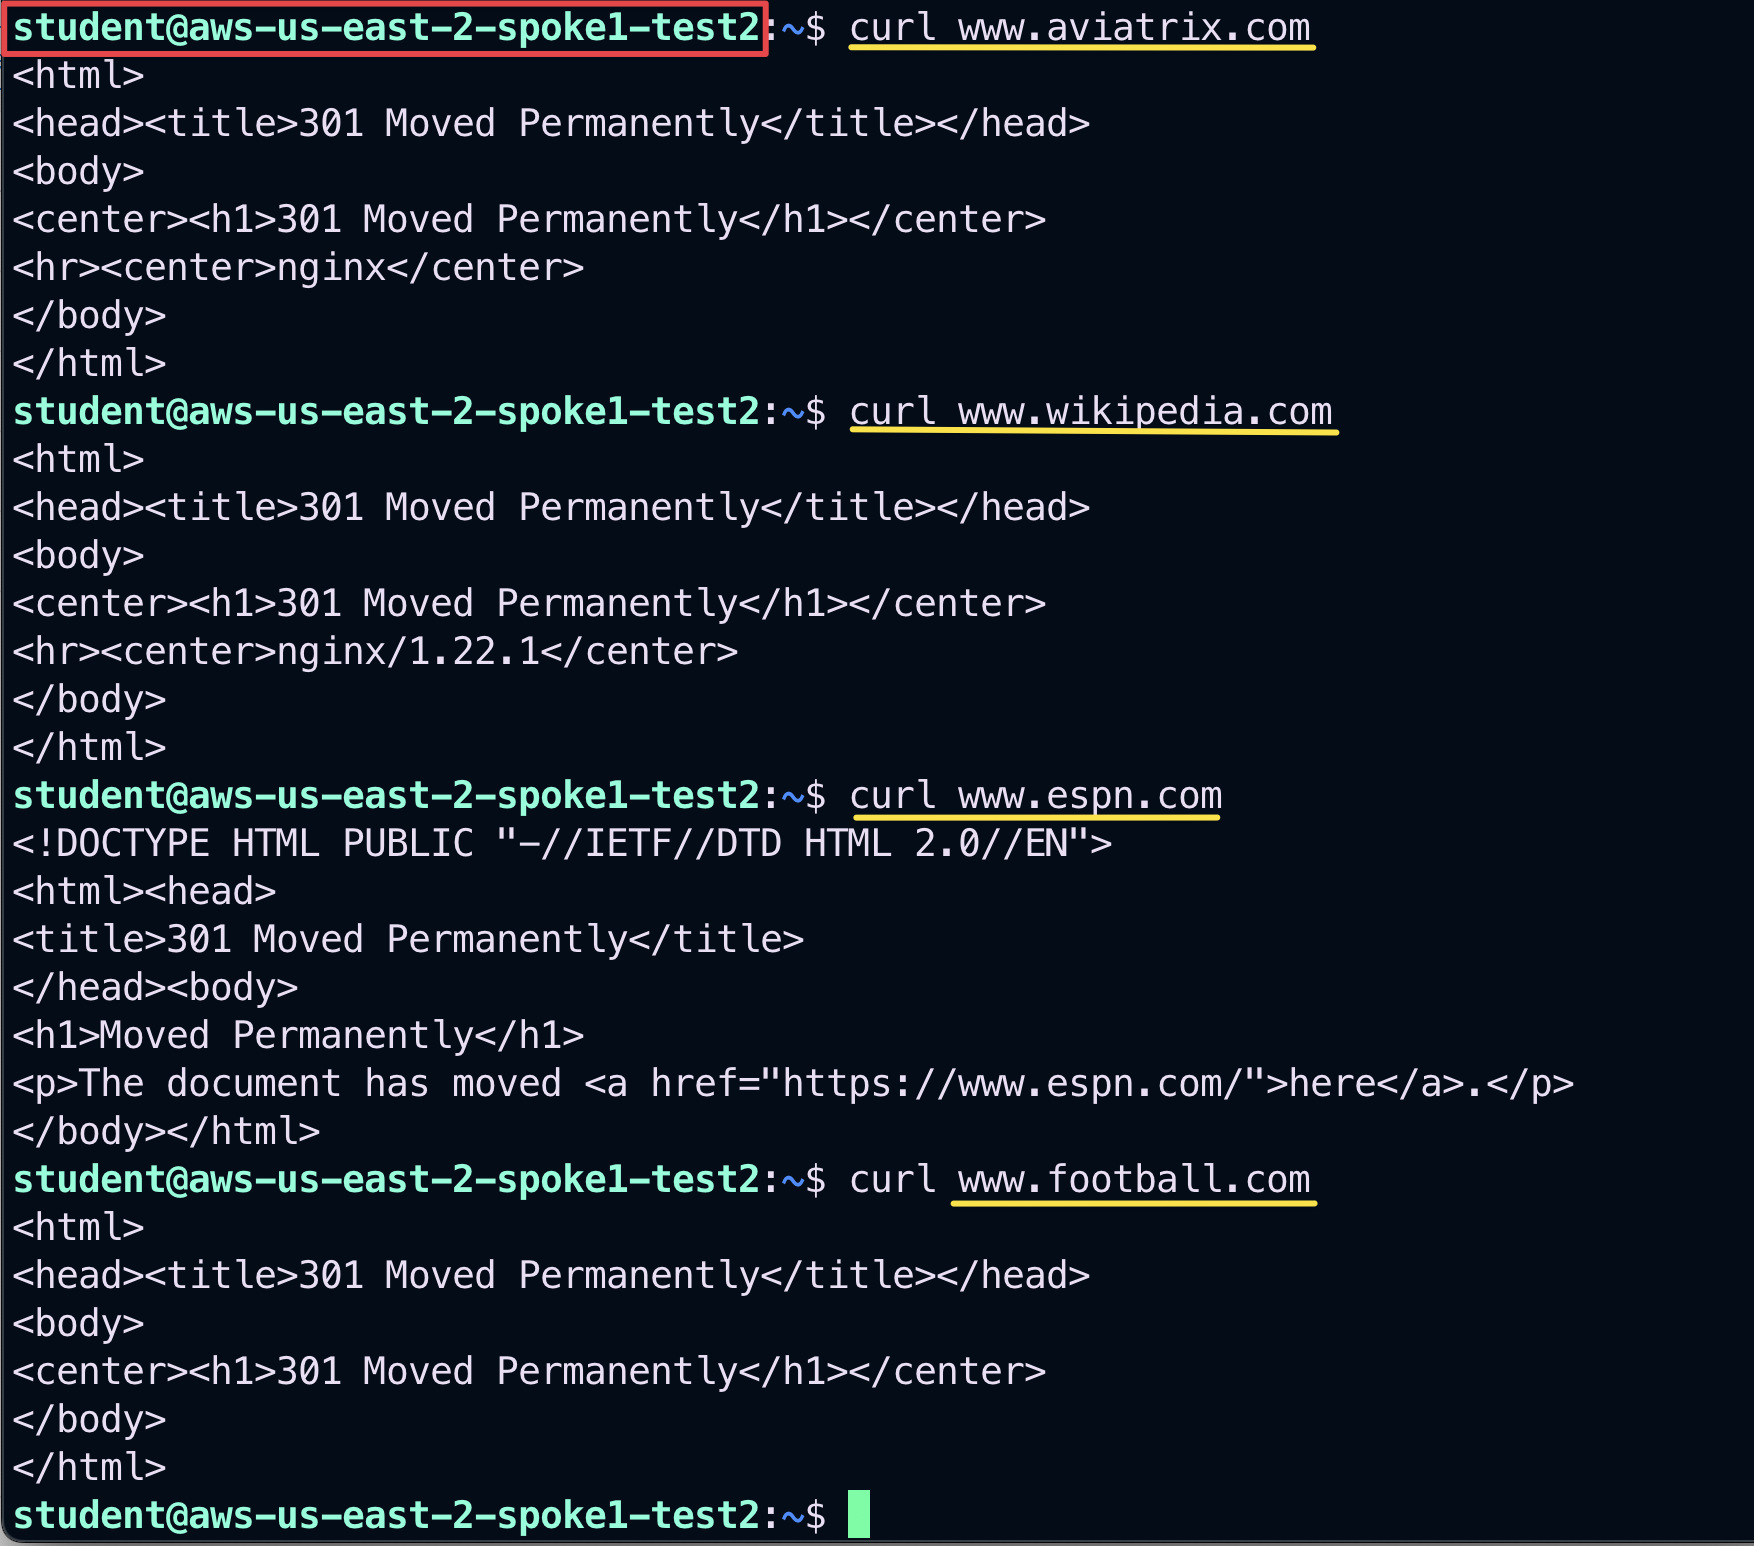 student@aws-us-east-2-spoke1-test2:~$ curl www.aviatrix.com
<html>
<head><title>301 Moved Permanently</title></head>
<body>
<center><h1>301 Moved Permanently</h1></center>
<hr><center>nginx</center>
</body>
</html>
student@aws-us-east-2-spoke1-test2:~$ curl www.wikipedia.com
<html>
<head><title>301 Moved Permanently</title></head>
<body>
<center><h1>301 Moved Permanently</h1></center>
<hr><center>nginx/1.22.1</center>
</body>
</html>
student@aws-us-east-2-spoke1-test2:~$ curl www.espn.com
<!DOCTYPE HTML PUBLIC "-//IETF//DTD HTML 2.0//EN">
<html><head>
<title>301 Moved Permanently</title>
</head><body>
<h1>Moved Permanently</h1>
<p>The document has moved <a href="https://www.espn.com/">here</a>.</p>
</body></html>
student@aws-us-east-2-spoke1-test2:~$ curl www.football.com
<html>
<head><title>301 Moved Permanently</title></head>
<body>
<center><h1>301 Moved Permanently</h1></center>
</body>
</html>
student@aws-us-east-2-spoke1-test2:~$